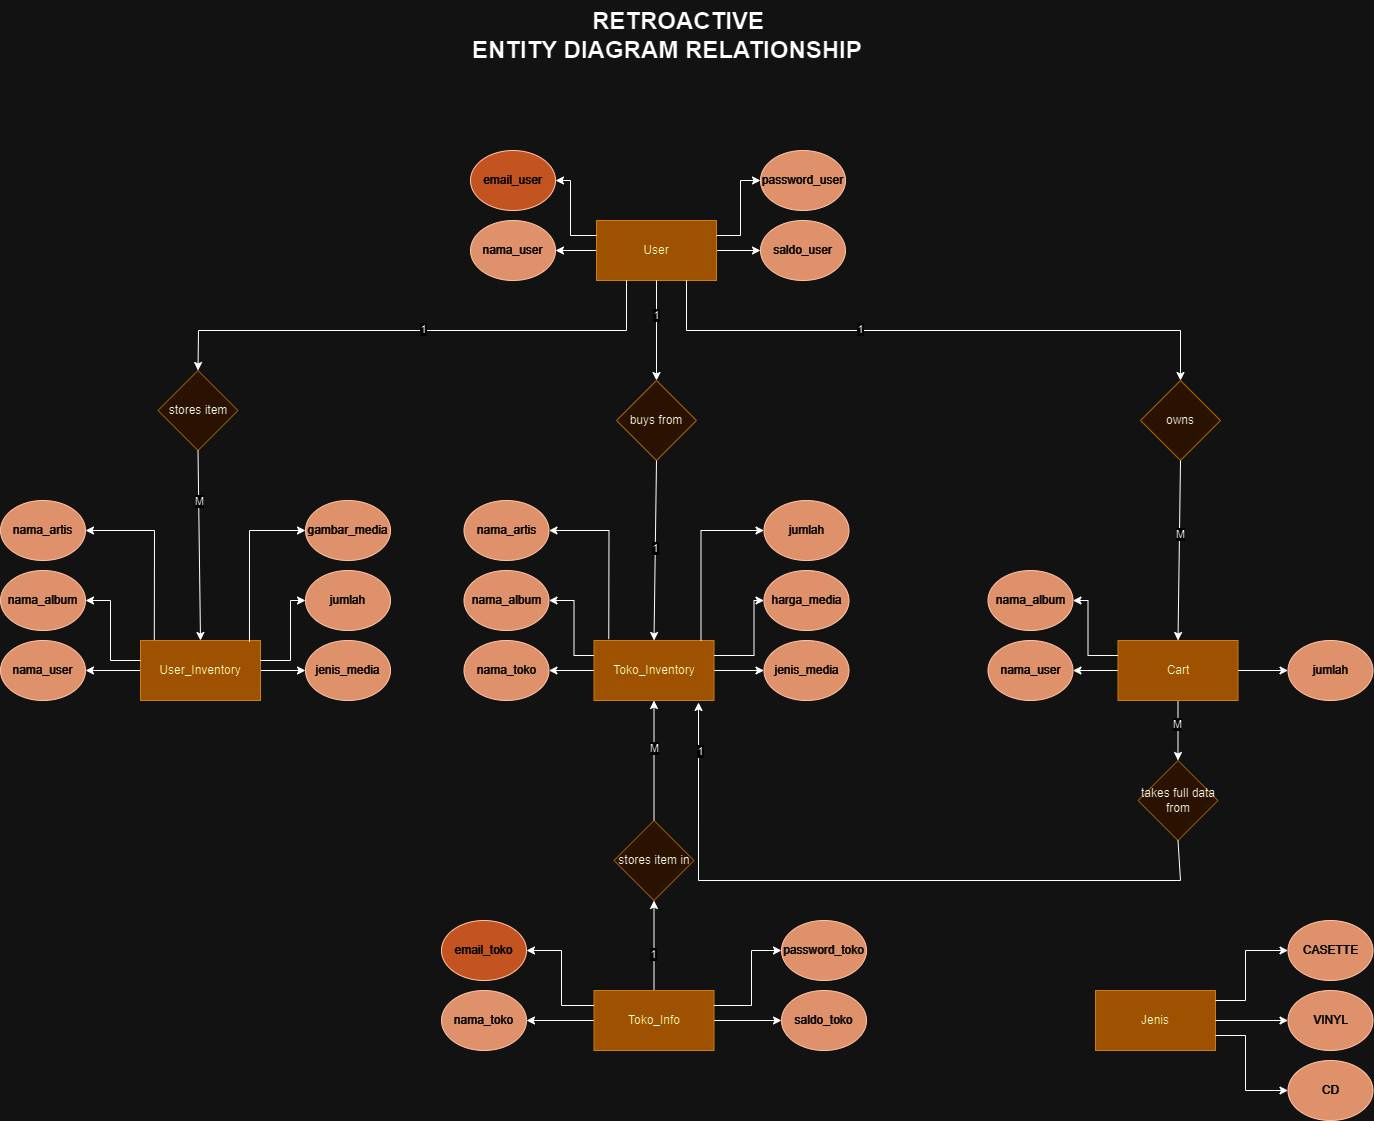 RETROACTIVE
ENTITY DIAGRAM RELATIONSHIP
email_user
password_user
nama_user
User
saldo_user
1
1
1
stores item
buys from
owns
M
1
M
nama_artis
gambar_media
nama_artis
jumlah
nama_album
jumlah
nama_album
harga_media
nama_album
nama_user
User_Inventory
jenis_media
nama_toko
Toko_Inventory
jenis_media
nama_user
Cart
jumlah
M
1
M
takes full data
from
stores item in
1
email_toko
password_toko
CASETTE
nama_toko
Toko_Info
saldo_toko
Jenis
VINYL
CD